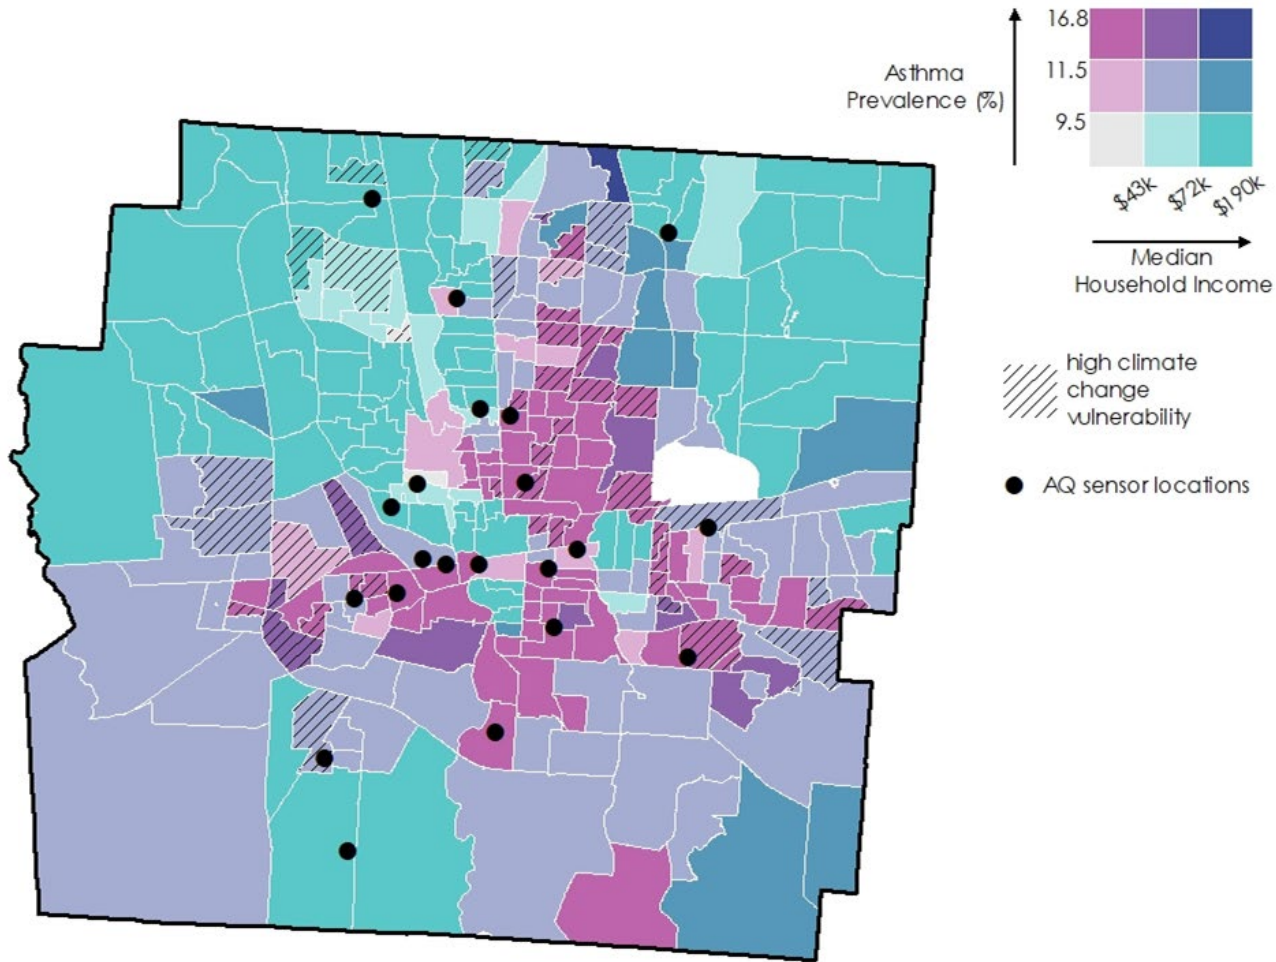 16.8
Asthma
Prevalence (%)
11.5
9.5
$43k
$72k
$190k
Median
Household Income
high climate
change
vulnerability
AQ sensor locations